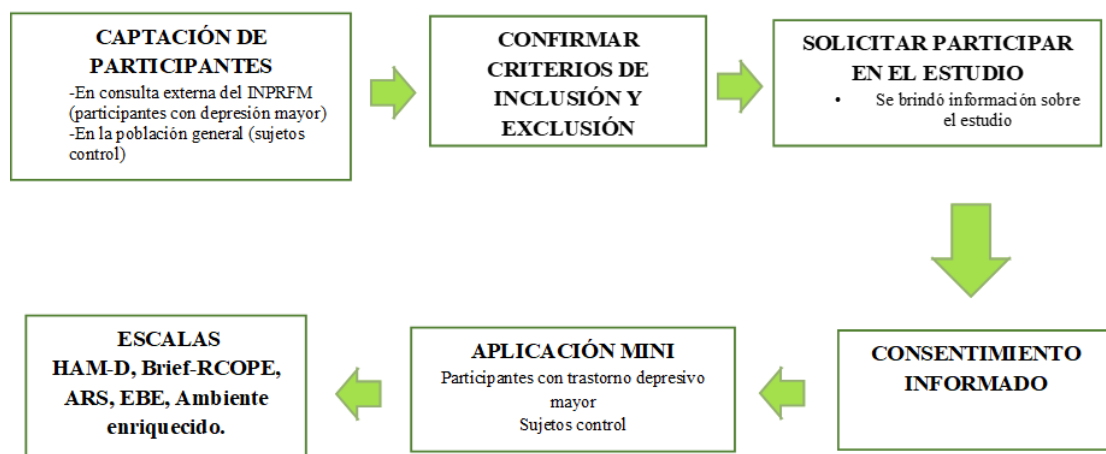 CAPTACIÓN DE
PARTICIPANTES
-En consulta externa del INPRFM
(participantes con depresión mayor)
-En la población general (sujetos
control)
CONFIRMAR
CRITERIOS DE
INCLUSIÓN Y
EXCLUSIÓN
SOLICITAR PARTICIPAR
EN EL ESTUDIO
• Se brindó información sobre
el estudio
CONSENTIMIENTO
INFORMADO
APLICACIÓN MINI
Participantes con trastorno depresivo
mayor
Sujetos control
ESCALAS
HAM-D, Brief-RCOPE,
ARS, EBE, Ambiente
enriquecido.